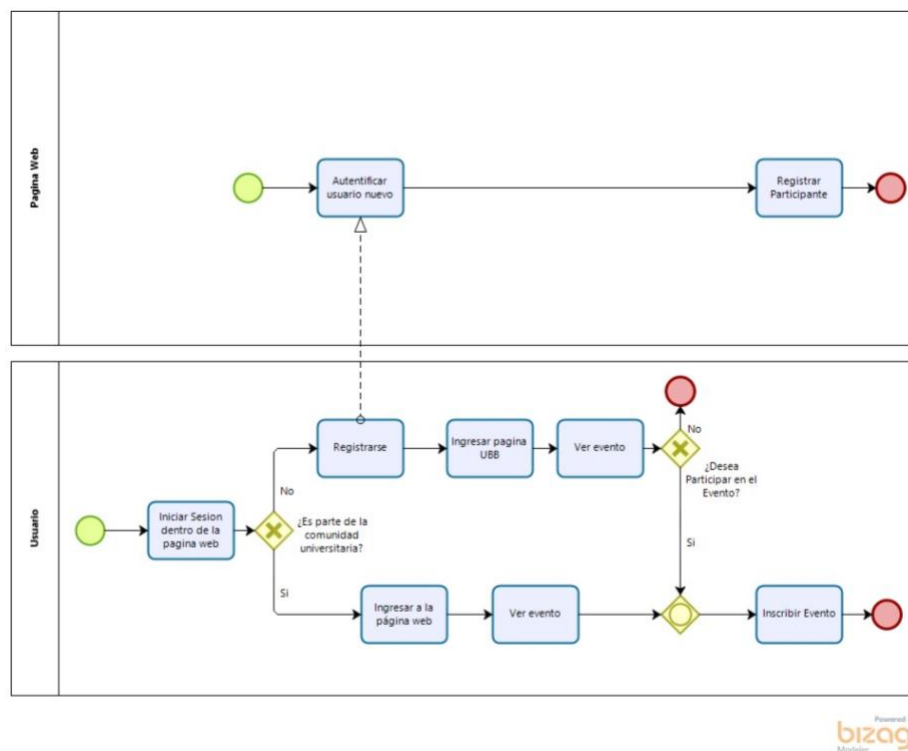 Pagina Web
Autentificar
usuario nuevo
Registrar
Participante
Usuario
Iniciar Sesion
dentro de la
pagina web
¿Es parte de la
comunidad
universitaria?
No
Si
Registrarse
Ingresar pagina
UBB
Ver evento
No
¿Desea
Participar en el
Evento?
Si
Ingresar a la
página web
Ver evento
Inscribir Evento
Powered
bizag
Modeler